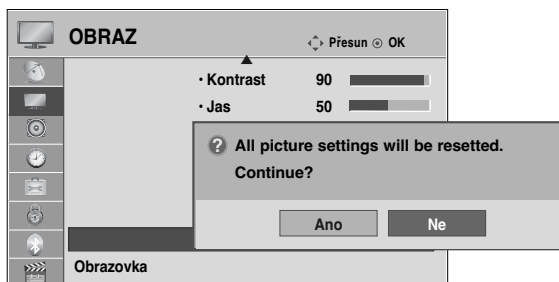 OBRAZ
Přesun OK
• Kontrast 90
• Jas 50
? All picture settings will be resetted.
Continue?
Ano Ne
Obrazovka